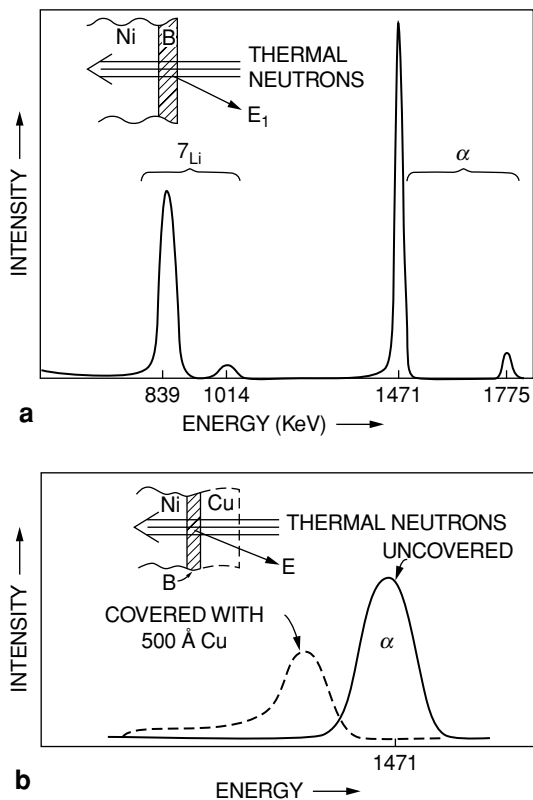 Ni B
THERMAL
NEUTRONS
E1
7Li
α
INTENSITY
839 1014 1471 1775
a
ENERGY (KeV)
Ni Cu
THERMAL NEUTRONS
UNCOVERED
E
B
COVERED WITH
500 Å Cu
α
INTENSITY
1471
b
ENERGY